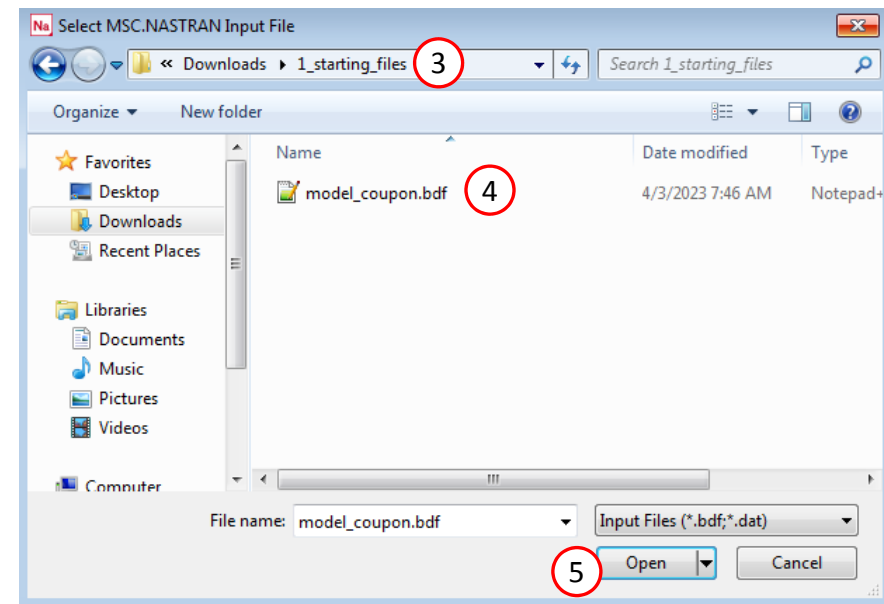 Na Select MSC.NASTRAN Input File
« Downloads 1_starting_files 3 Search 1_starting_files
Organize New folder
Name Date modified Type
Favorites
Desktop
Downloads
Recent Places
model_coupon.bdf 4 4/3/2023 7:46 AM Notepad+
Libraries
Documents
Music
Pictures
Videos
Computer
File name: model_coupon.bdf Input Files (*.bdf;*.dat)
5 Open Cancel